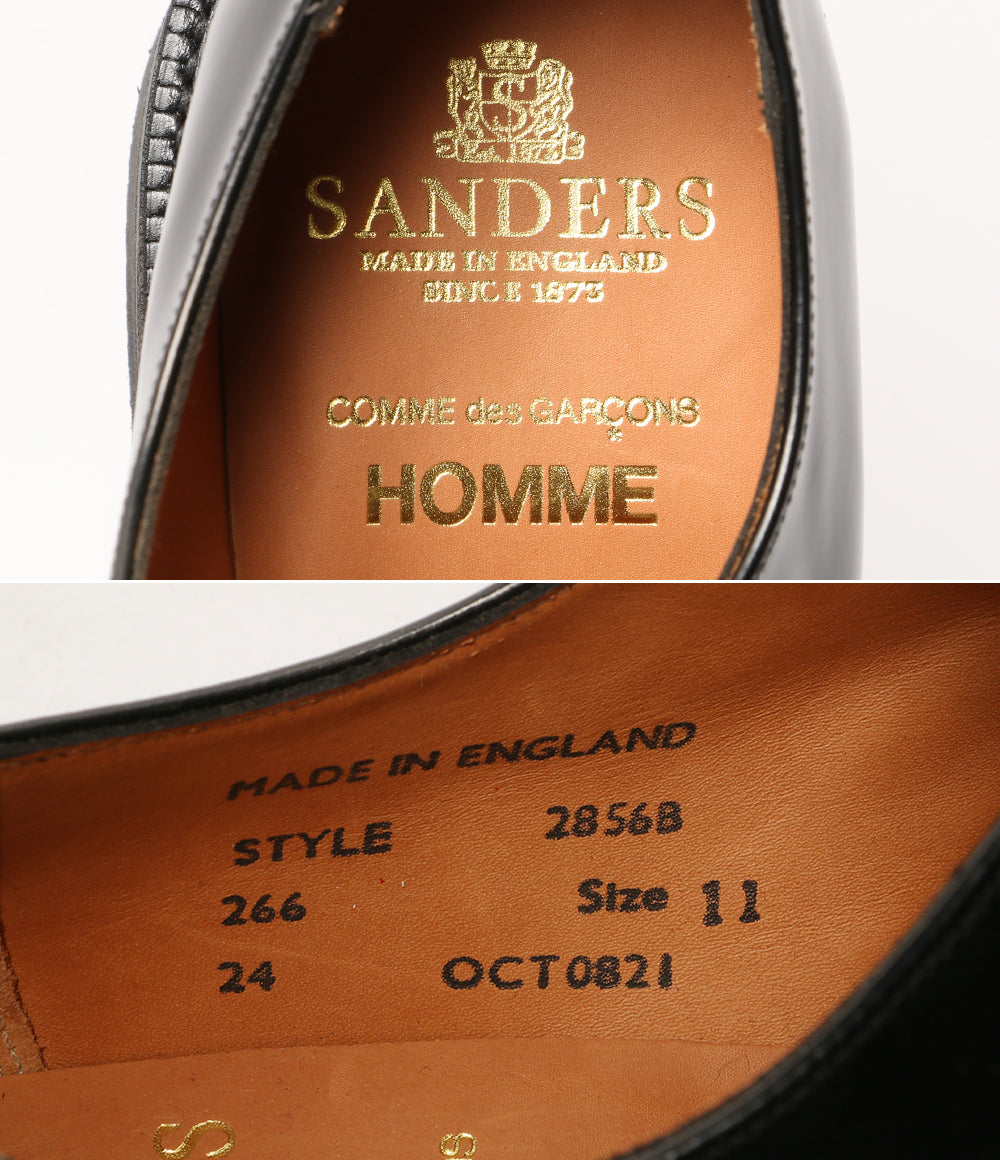 S
SANDERS
MADE IN ENGLAND
SINCE 1873
COMME des GARÇONS
HOMME
MADE IN ENGLAND
STYLE 2856B
266 Size 11
24 OCT0821
S
S